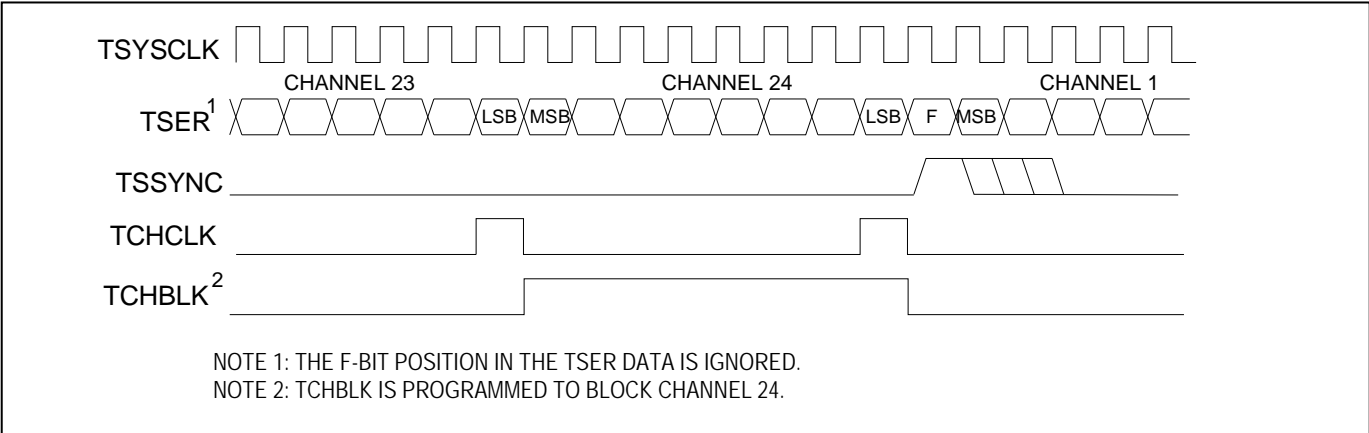 TSYSCLK
CHANNEL 23 CHANNEL 24 CHANNEL 1
TSER1 LSB MSB LSB F MSB
TSSYNC
TCHCLK
TCHBLK2
NOTE 1: THE F-BIT POSITION IN THE TSER DATA IS IGNORED.
NOTE 2: TCHBLK IS PROGRAMMED TO BLOCK CHANNEL 24.